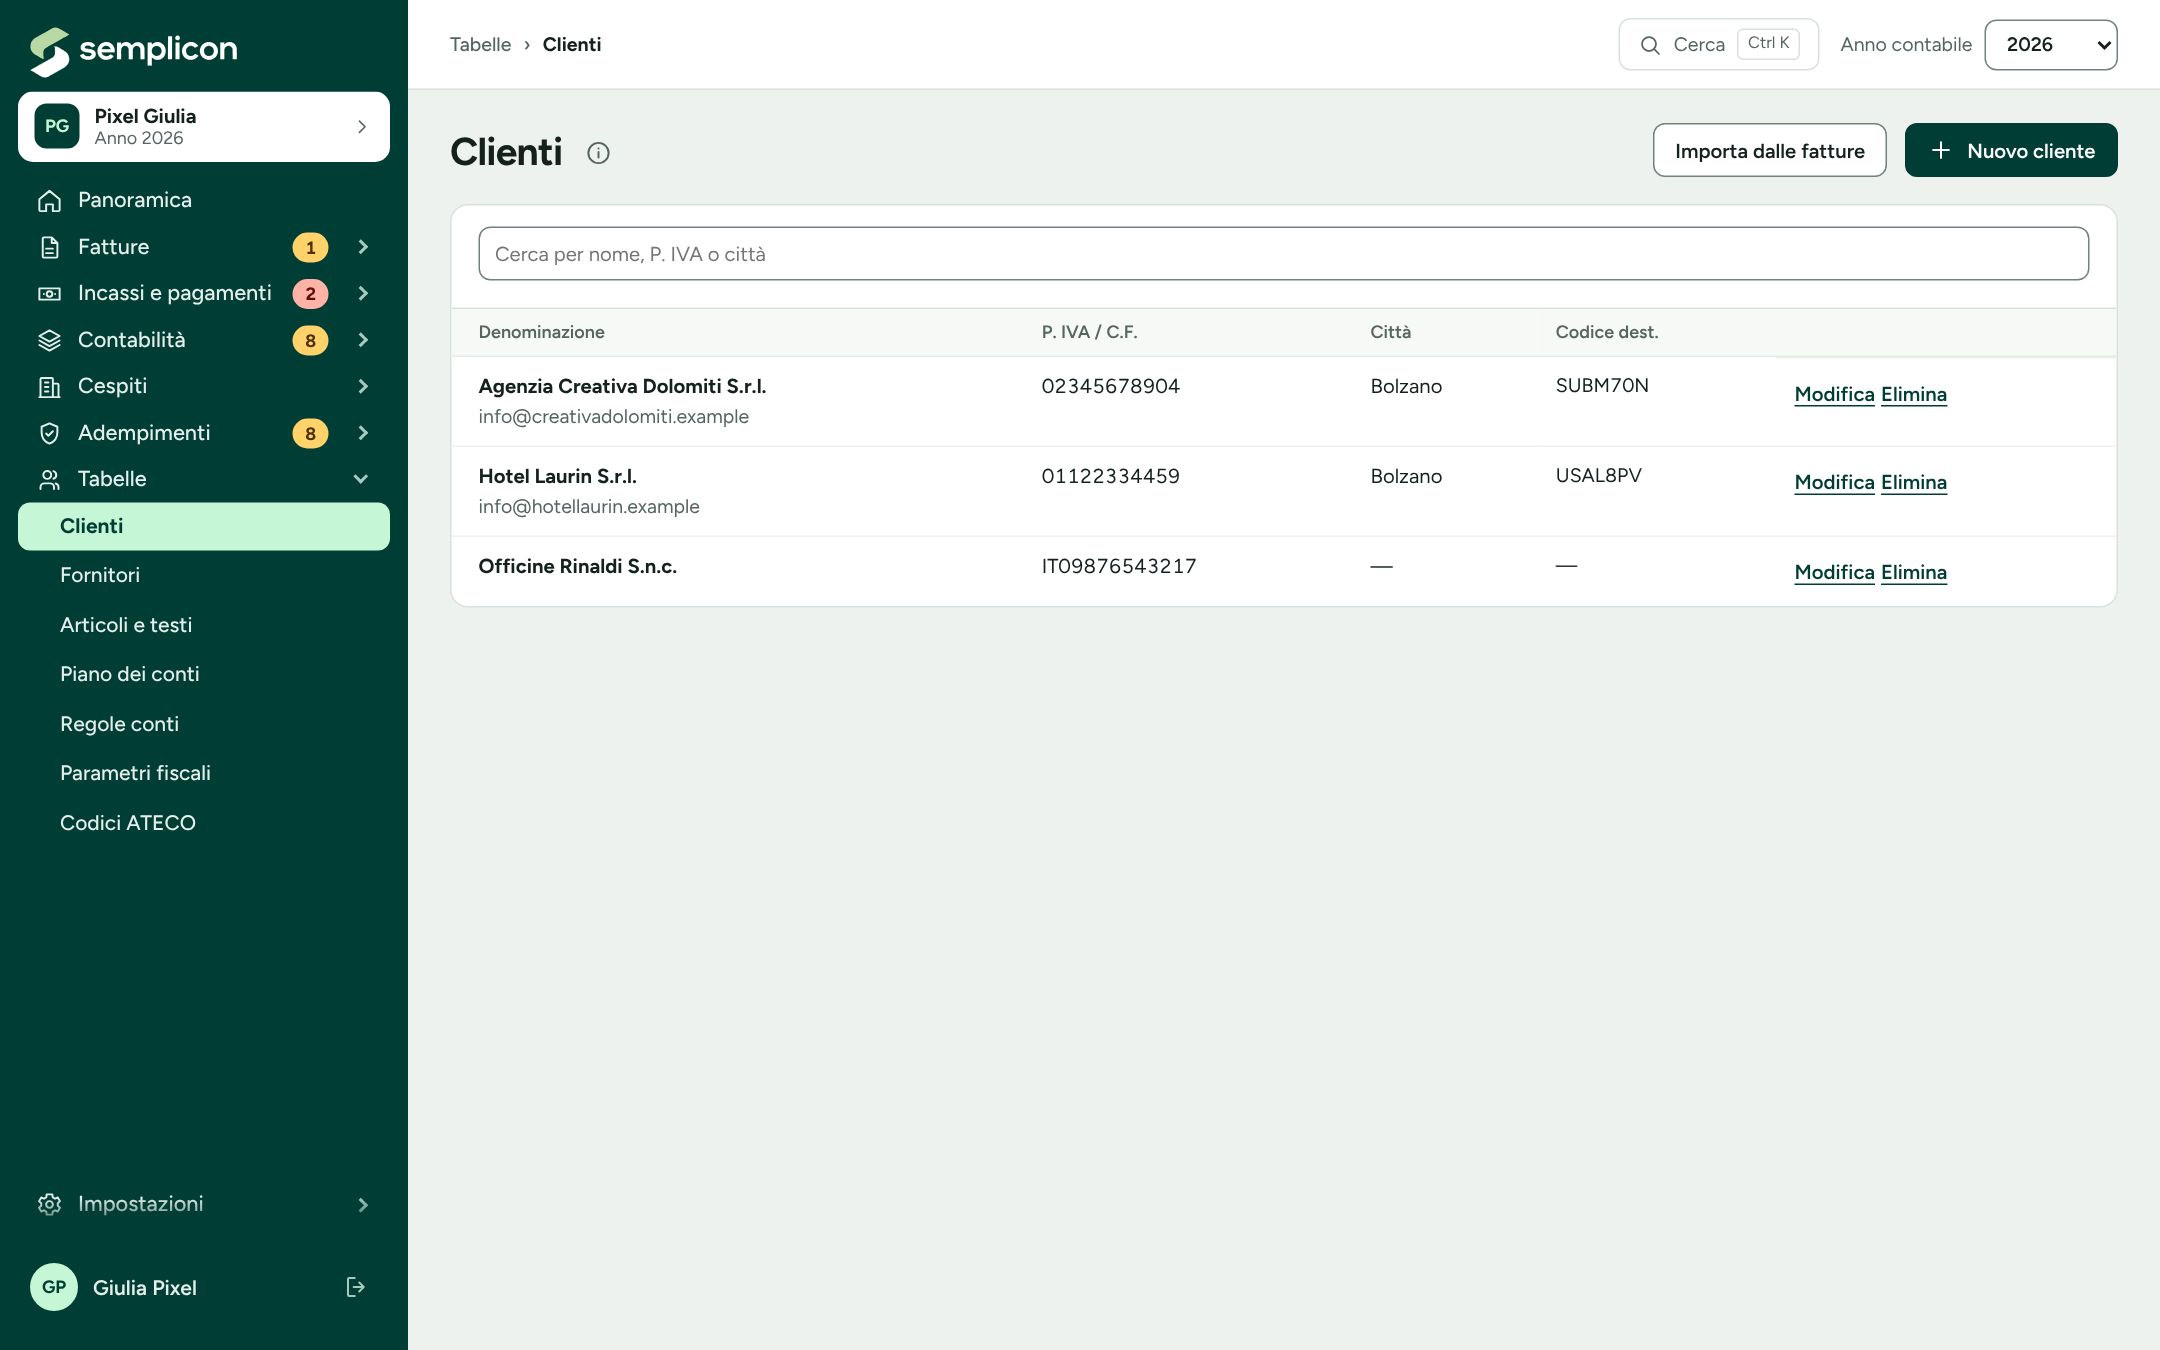 semplicon
PG
Pixel Giulia
Anno 2026
Panoramica
Fatture 1
Incassi e pagamenti 2
Contabilità 8
Cespiti
Adempimenti 8
Tabelle
Clienti
Fornitori
Articoli e testi
Piano dei conti
Regole conti
Parametri fiscali
Codici ATECO
Impostazioni
GP Giulia Pixel
Tabelle › Clienti
Cerca Ctrl K Anno contabile 2026
Clienti
Importa dalle fatture
+ Nuovo cliente
Cerca per nome, P. IVA o città
Denominazione P. IVA / C.F. Città Codice dest.
Agenzia Creativa Dolomiti S.r.l. 02345678904 Bolzano SUBM70N Modifica Elimina
info@creativadolomiti.example
Hotel Laurin S.r.l. 01122334459 Bolzano USAL8PV Modifica Elimina
info@hotellaurin.example
Officine Rinaldi S.n.c. IT09876543217 — — Modifica Elimina